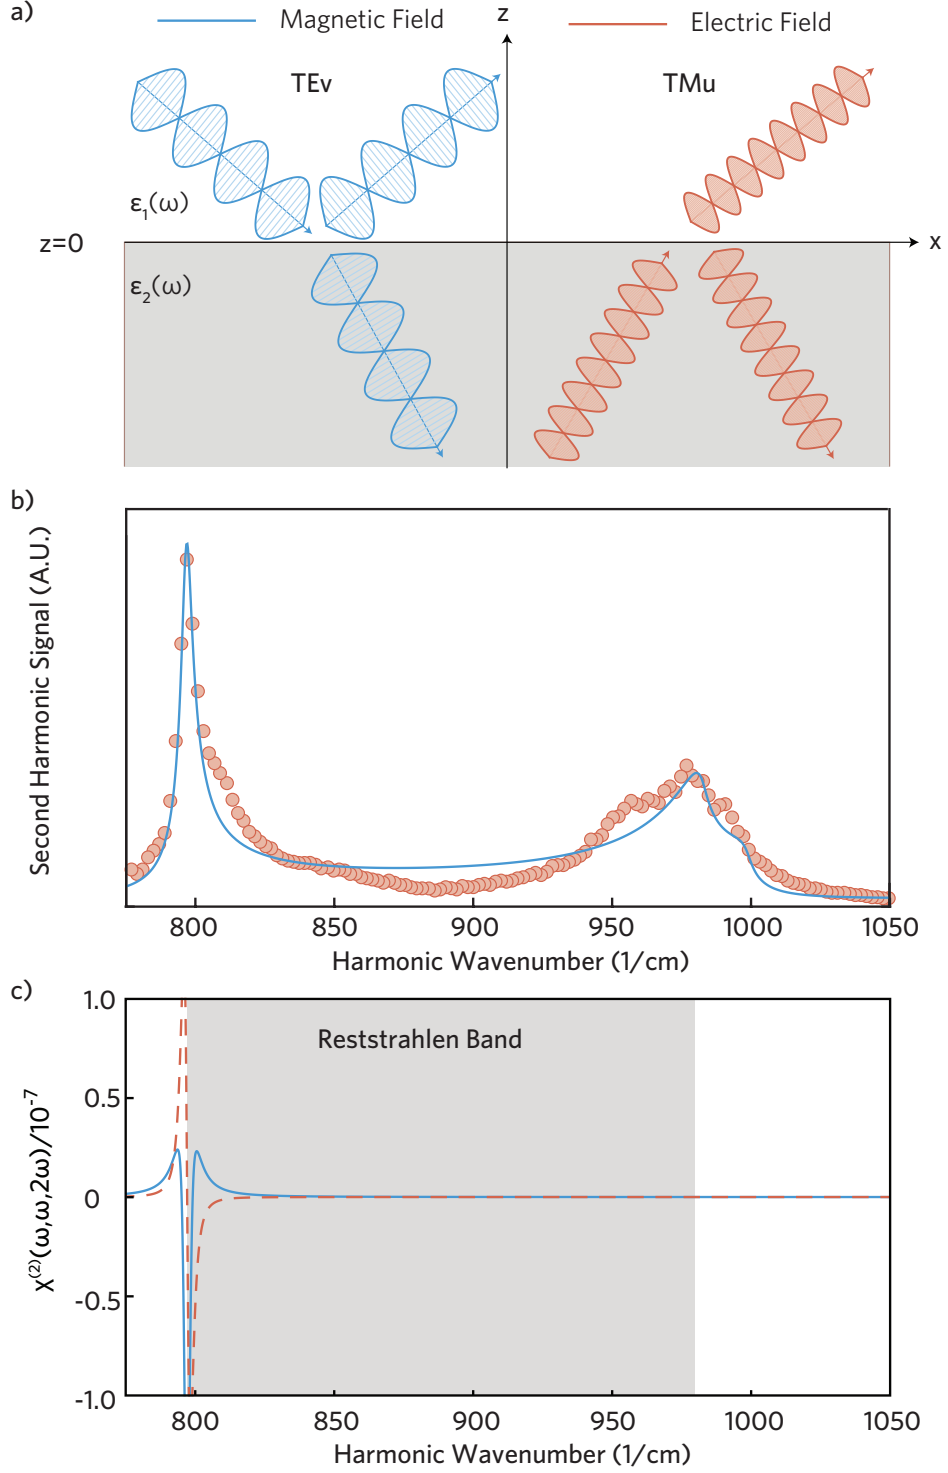 a)
Magnetic Field
z
Electric Field
TEv
TMu
ε₁(ω)
z=0
x
ε₂(ω)
b)
Second Harmonic Signal (A.U.)
800 850 900 950 1000 1050
Harmonic Wavenumber (1/cm)
c)
χ⁽²⁾(ω,ω,2ω)/10⁻⁷
1.0
Reststrahlen Band
0.5
0
-0.5
-1.0
800 850 900 950 1000 1050
Harmonic Wavenumber (1/cm)